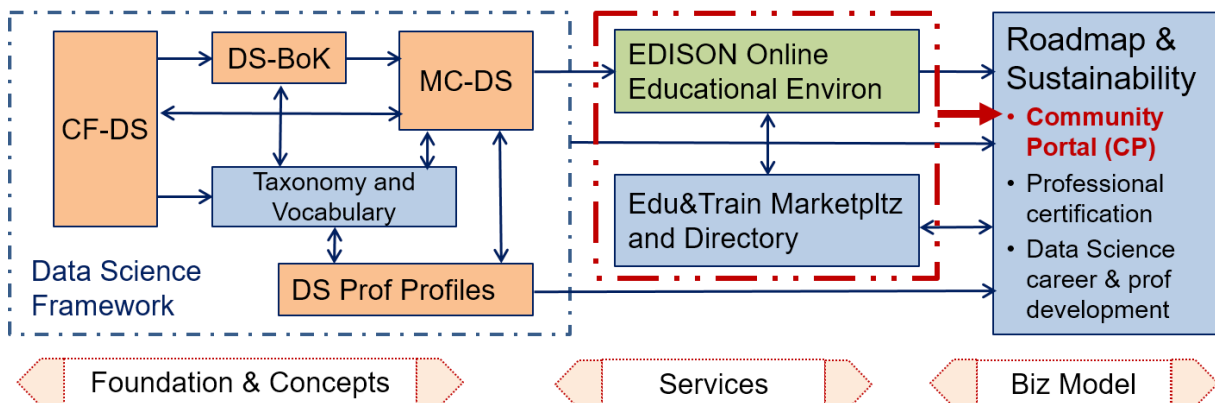 CF-DS
DS-BoK
MC-DS
Taxonomy and
Vocabulary
DS Prof Profiles
Data Science
Framework
EDISON Online
Educational Environ
Edu&Train Marketpltz
and Directory
Roadmap &
Sustainability
• Community
Portal (CP)
• Professional
certification
• Data Science
career & prof
development
Foundation & Concepts
Services
Biz Model